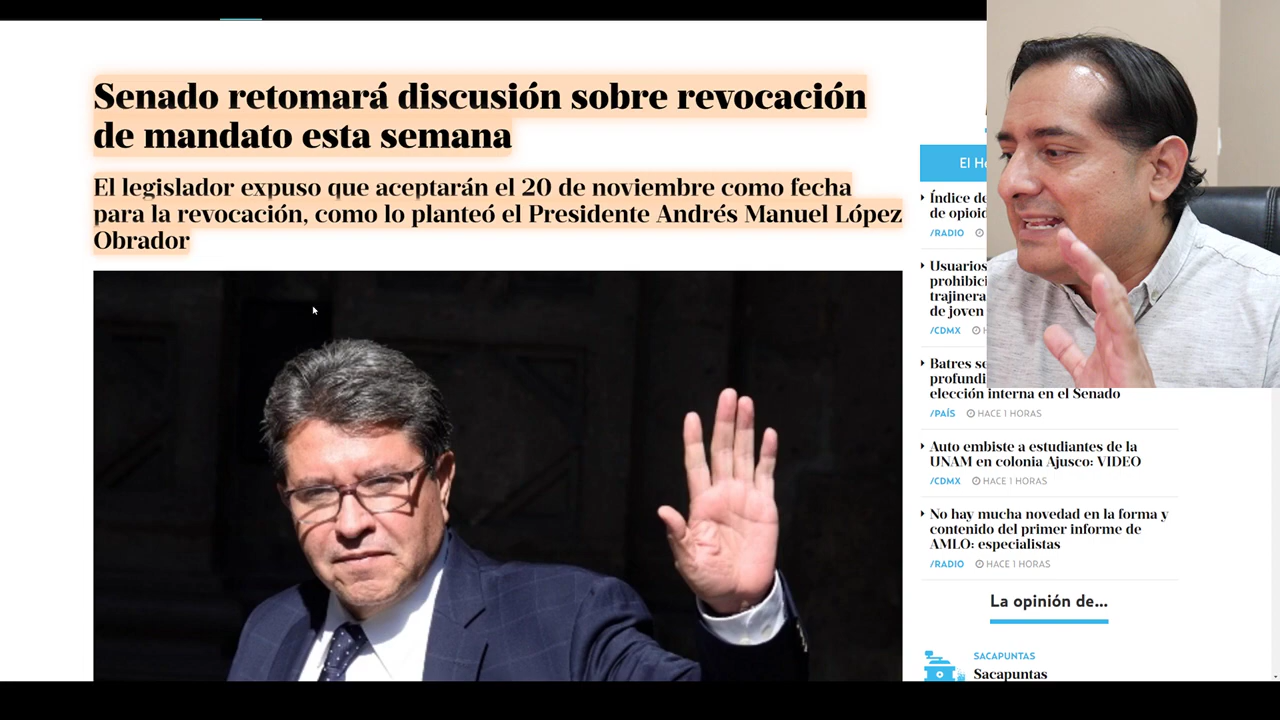 Senado retomará discusión sobre revocación
de mandato esta semana
El legislador expuso que aceptarán el 20 de noviembre como fecha
para la revocación, como lo planteó el Presidente Andrés Manuel López
Obrador
El
Índice de
de
/RADIO
Usuarios
de joven
/CDMX
Batres
elección interna en el Senado
/PAÍS HACE 1 HORAS
Auto embiste a estudiantes de la
UNAM en colonia Ajusco: VIDEO
/CDMX HACE 1 HORAS
No hay mucha novedad en la forma y
contenido del primer informe de
AMLO: especialistas
/RADIO HACE 1 HORAS
La opinión de...
SACAPUNTAS
Sacapuntas